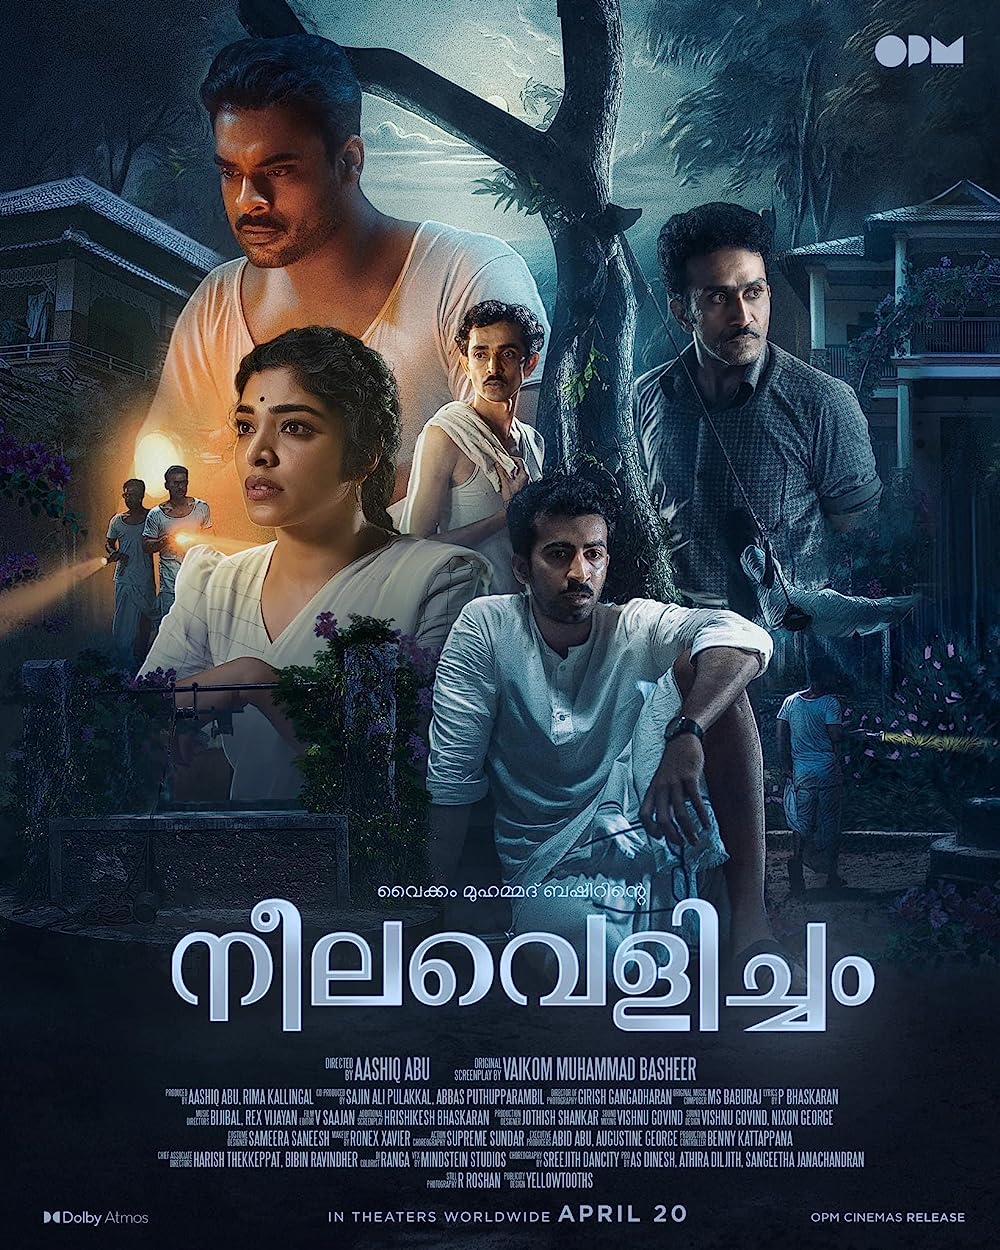 OPM
CINEMAS
വൈക്കം മുഹമ്മദ് ബഷീറിന്റെ
നീലവെളിച്ചം
DIRECTED BY AASHIQ ABU ORIGINAL SCREENPLAY BY VAIKOM MUHAMMAD BASHEER
PRODUCED BY AASHIQ ABU, RIMA KALLINGAL CO PRODUCED BY SAJIN ALI PULAKKAL, ABBAS PUTHUPPARAMBIL DIRECTOR OF PHOTOGRAPHY GIRISH GANGADHARAN ORIGINAL MUSIC COMPOSER MS BABURAJ LYRICS BY P BHASKARAN
MUSIC DIRECTORS BIJIBAL, REX VIJAYAN FILM EDITOR V SAAJAN ADDITIONAL SCREENPLAY HRISHIKESH BHASKARAN PRODUCTION DESIGNER JOTHISH SHANKAR SOUND MIXING VISHNU GOVIND SOUND DESIGN VISHNU GOVIND, NIXON GEORGE
COSTUME DESIGNER SAMEERA SANEESH MAKEUP BY RONEX XAVIER ACTION CHOREOGRAPHY SUPREME SUNDAR EXECUTIVE PRODUCERS ABID ABU, AUGUSTINE GEORGE PRODUCTION CONTROLLER BENNY KATTAPPANA
CHIEF ASSOCIATE DIRECTORS HARISH THEKKEPPAT, BIBIN RAVINDHER DI COLORIST RANGA VFX BY MINDSTEIN STUDIOS CHOREOGRAPHY BY SREEJITH DANCITY PRO AS DINESH, ATHIRA DILJITH, SANGEETHA JANACHANDRAN
STILL PHOTOGRAPHY R ROSHAN PUBLICITY DESIGN YELLOWTOOTHS
Dolby Atmos IN THEATERS WORLDWIDE APRIL 20 OPM CINEMAS RELEASE